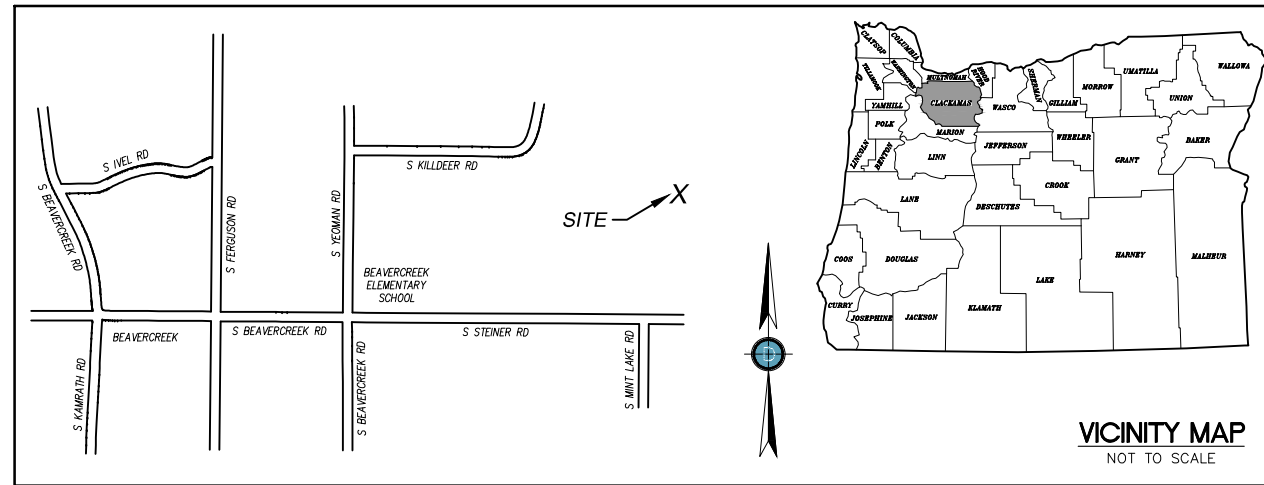 S IVEL RD
S BEAVERCREEK RD
S FERGUSON RD
S YEOMAN RD
S KILLDEER RD
SITE
X
BEAVERCREEK
ELEMENTARY
SCHOOL
BEAVERCREEK
S BEAVERCREEK RD
S STEINER RD
S KAMRATH RD
S BEAVERCREEK RD
S MINT LAKE RD
D
CLATSOP
COLUMBIA
TILLAMOOK
WASHINGTON
MULTNOMAH
HOOD
RIVER
SHERMAN
UMATILLA
WALLOWA
MORROW
UNION
GILLIAM
YAMHILL
CLACKAMAS
WASCO
POLK
MARION
WHEELER
BAKER
LINCOLN
BENTON
LINN
JEFFERSON
GRANT
CROOK
LANE
DESCHUTES
COOS
DOUGLAS
HARNEY
MALHEUR
LAKE
CURRY
JOSEPHINE
JACKSON
KLAMATH
VICINITY MAP
NOT TO SCALE